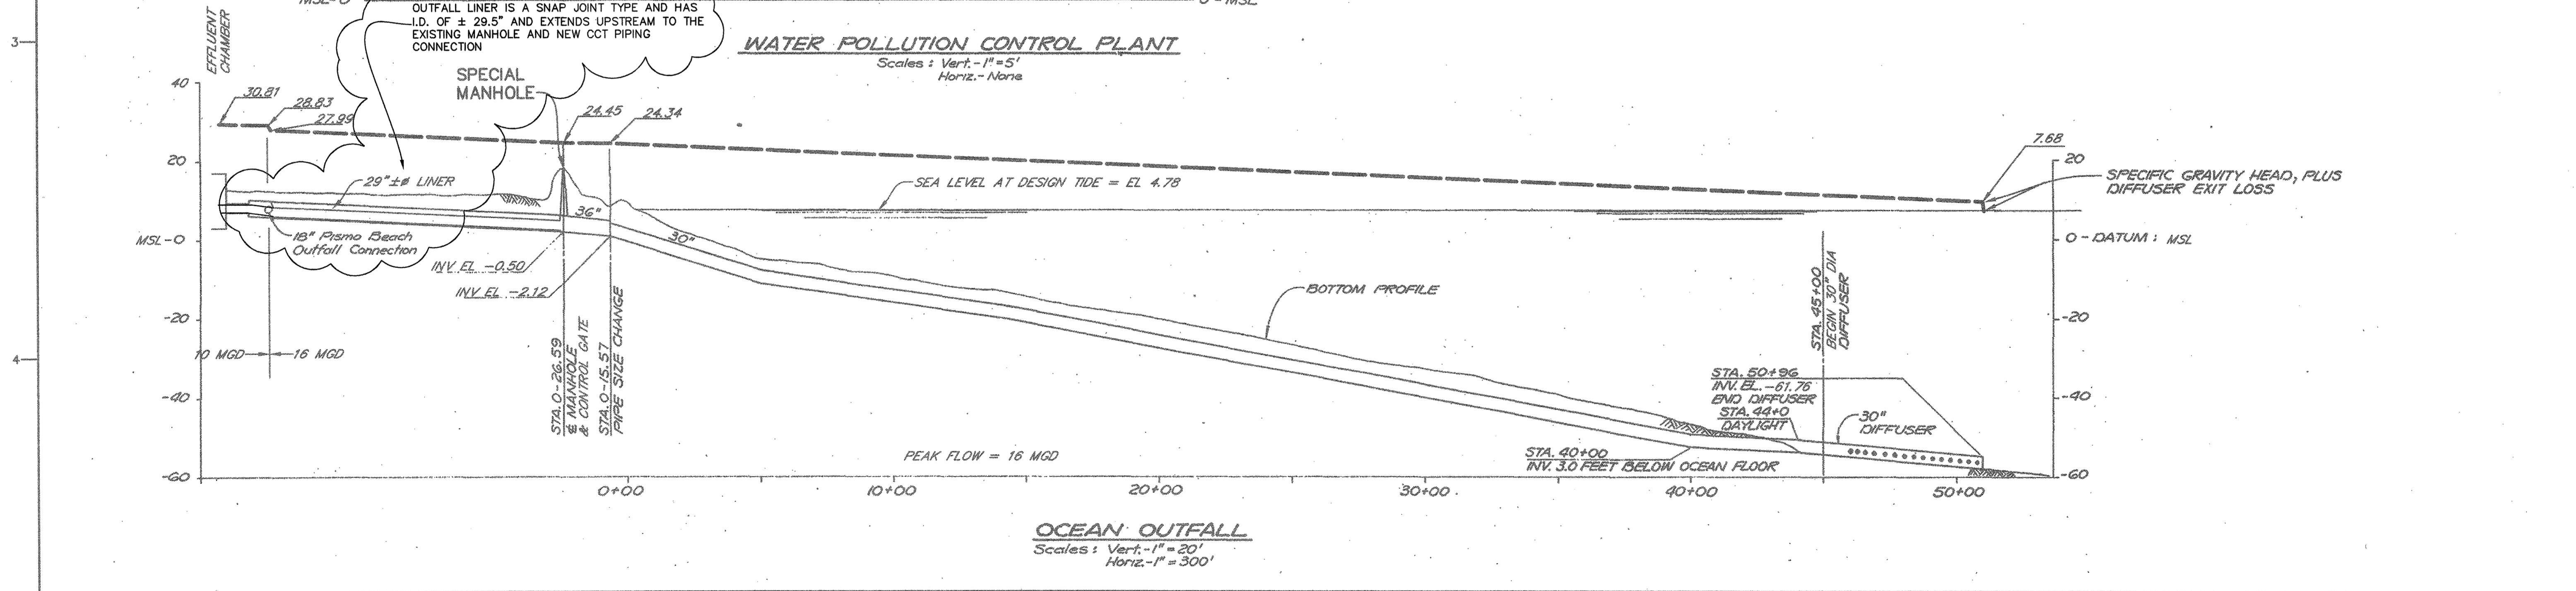 MSL-0
0 - MSL
OUTFALL LINER IS A SNAP JOINT TYPE AND HAS
I.D. OF ± 29.5" AND EXTENDS UPSTREAM TO THE
EXISTING MANHOLE AND NEW CCT PIPING
CONNECTION
EFFLUENT
CHAMBER
3
WATER POLLUTION CONTROL PLANT
Scales: Vert.-1"=5'
Horiz.- None
SPECIAL
MANHOLE
40
30.81
28.83
27.99
24.45
24.34
20
7.68
20
SPECIFIC GRAVITY HEAD, PLUS
DIFFUSER EXIT LOSS
29"±ø LINER
SEA LEVEL AT DESIGN TIDE = EL 4.78
36"
30"
18" Pismo Beach
Outfall Connection
MSL-0
0 - DATUM: MSL
INV EL -0.50
INV EL -2.12
BOTTOM PROFILE
-20
-20
10 MGD
16 MGD
4
STA. 0-26.59
₵ MANHOLE
& CONTROL GATE
STA. 0-15.57
PIPE SIZE CHANGE
STA. 45+00
BEGIN 30" DIA
DIFFUSER
STA. 50+96
INV. EL. -61.76
END DIFFUSER
STA. 44+0
DAYLIGHT
30"
DIFFUSER
-40
-40
PEAK FLOW = 16 MGD
STA. 40+00
INV. 3.0 FEET BELOW OCEAN FLOOR
-60
-60
0+00
10+00
20+00
30+00
40+00
50+00
OCEAN OUTFALL
Scales: Vert.-1"=20'
Horiz.-1"=300'